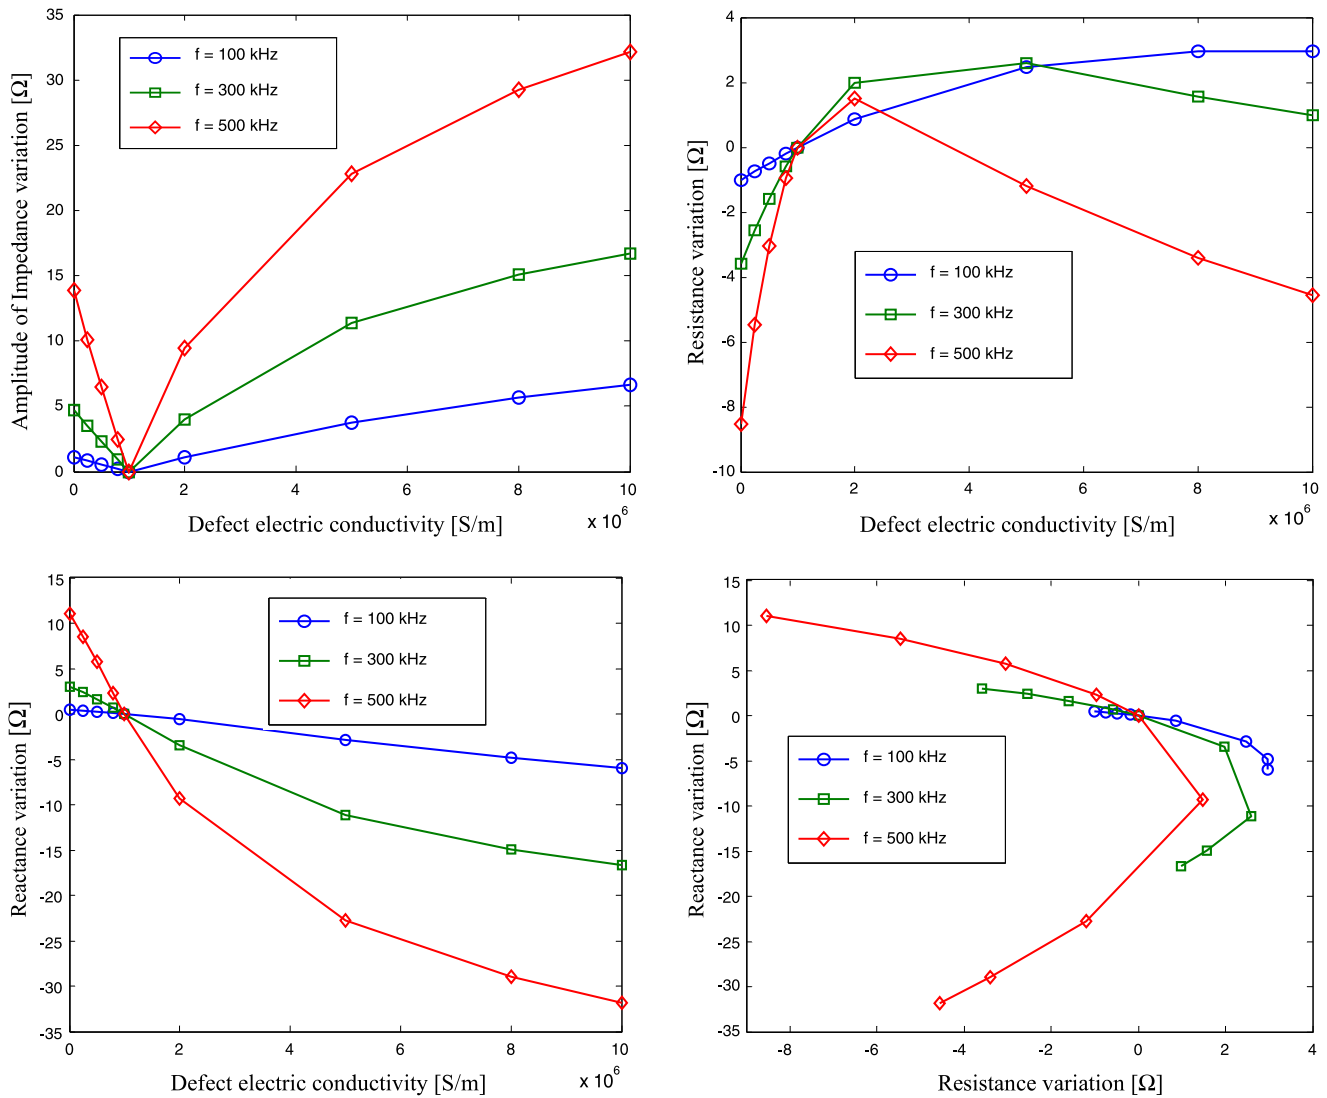 35
30
25
20
15
10
5
0
Amplitude of Impedance variation [Ω]
f = 100 kHz
f = 300 kHz
f = 500 kHz
0 2 4 6 8 10
Defect electric conductivity [S/m]
x 10^6
4
2
0
-2
-4
-6
-8
-10
Resistance variation [Ω]
f = 100 kHz
f = 300 kHz
f = 500 kHz
0 2 4 6 8 10
Defect electric conductivity [S/m]
x 10^6
15
10
5
0
-5
-10
-15
-20
-25
-30
-35
Reactance variation [Ω]
f = 100 kHz
f = 300 kHz
f = 500 kHz
0 2 4 6 8 10
Defect electric conductivity [S/m]
x 10^6
15
10
5
0
-5
-10
-15
-20
-25
-30
-35
Reactance variation [Ω]
f = 100 kHz
f = 300 kHz
f = 500 kHz
-8 -6 -4 -2 0 2 4
Resistance variation [Ω]